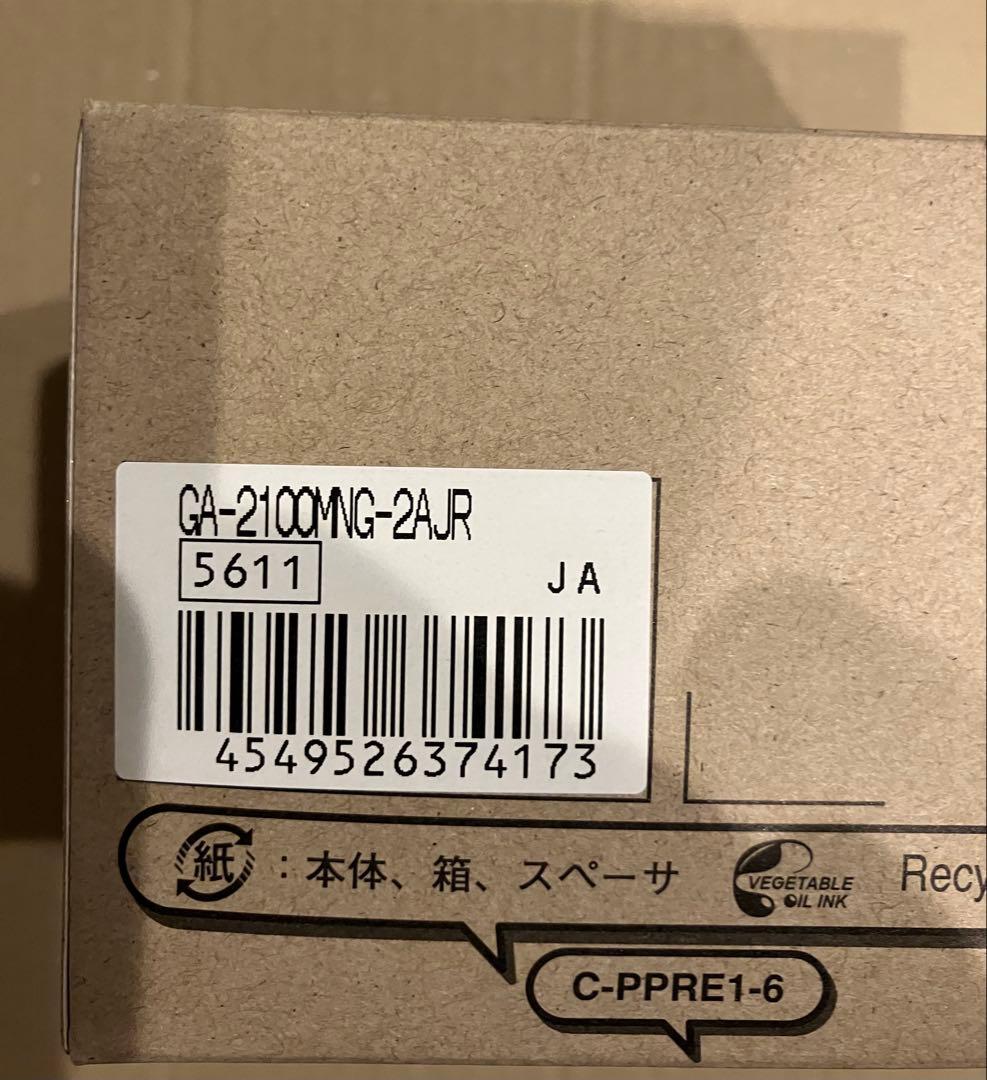 GA-2100MNG-2AJR
5611
JA
4549526374173
紙 : 本体、箱、スペーサ
VEGETABLE
OIL INK
Recy
C-PPRE1-6